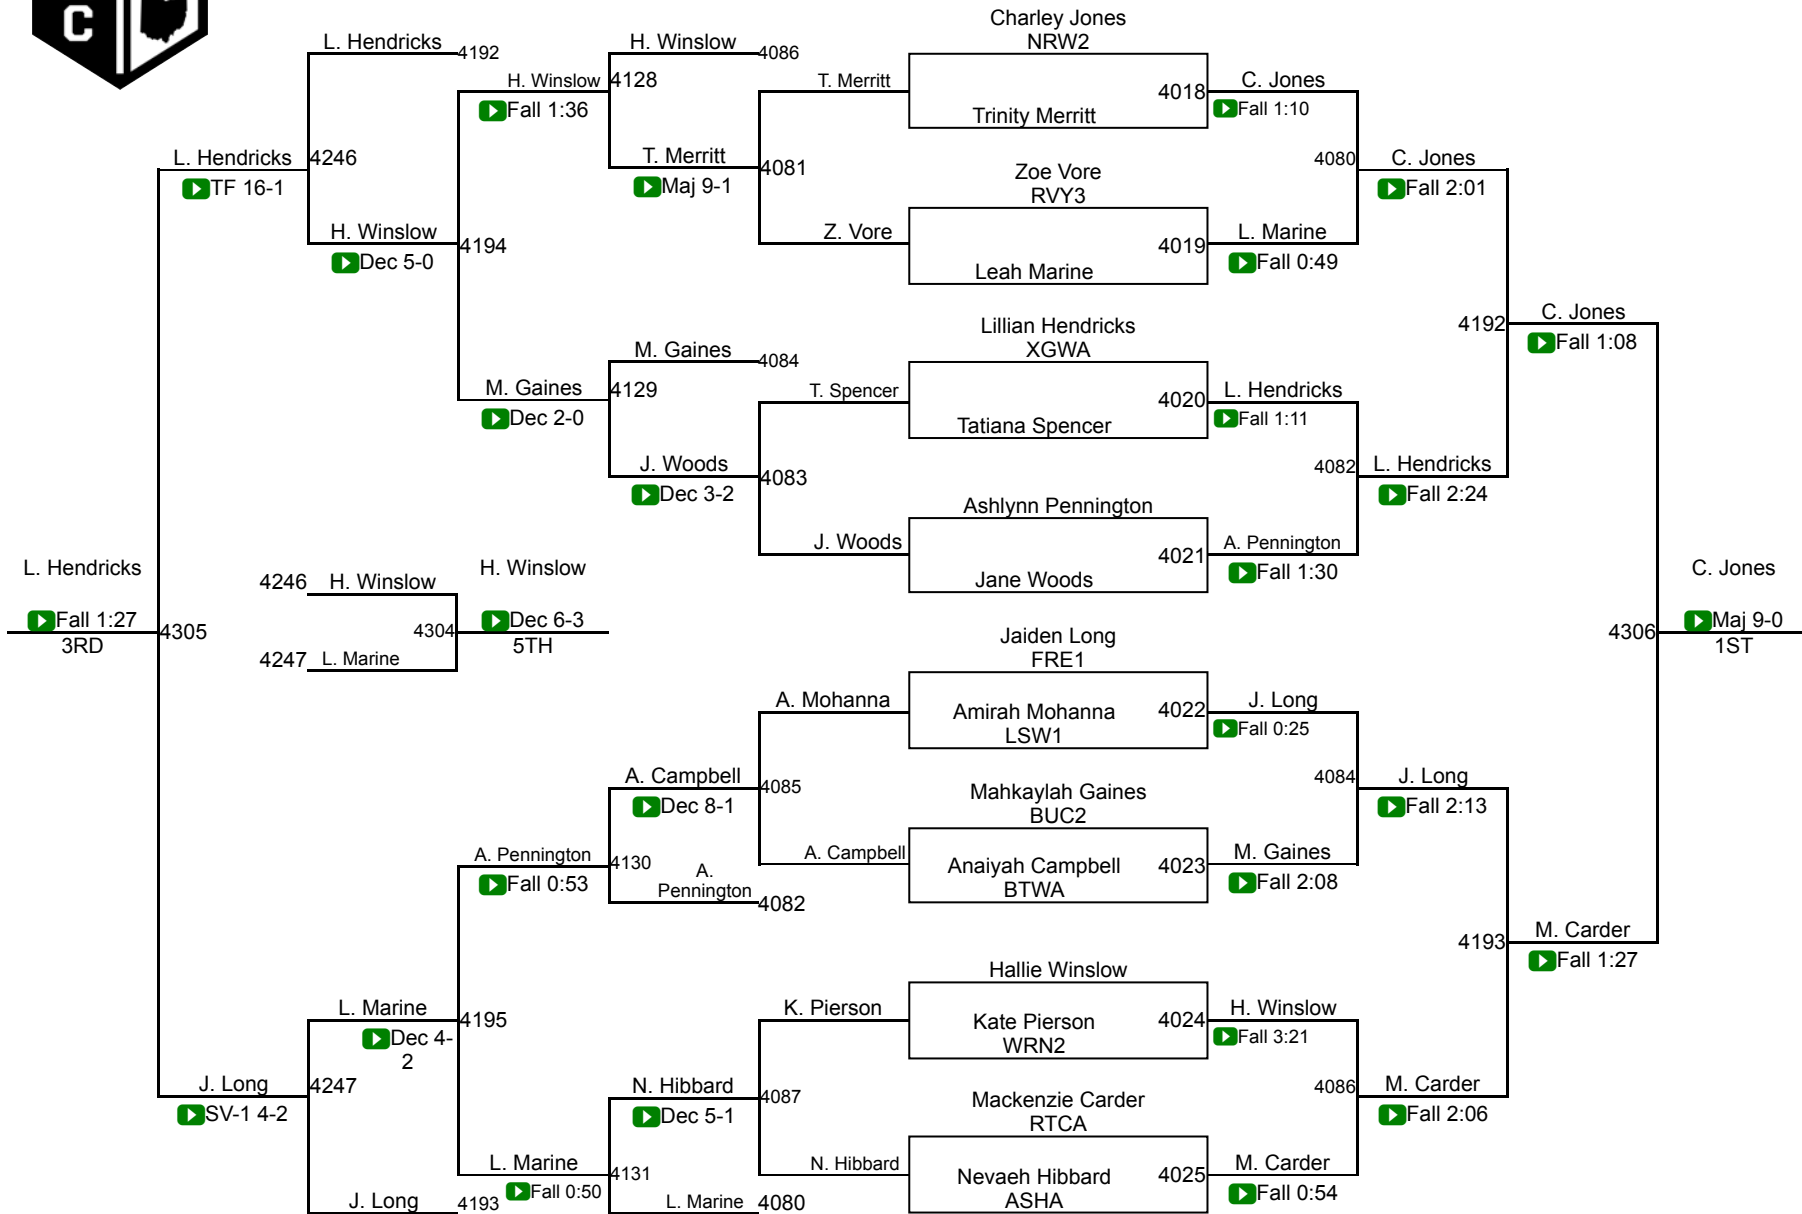 C
Charley Jones
NRW2
L. Hendricks
4192
H. Winslow
4086
H. Winslow
4128
Fall 1:36
T. Merritt
4018
C. Jones
Fall 1:10
Trinity Merritt
L. Hendricks
4246
TF 16-1
T. Merritt
4081
Maj 9-1
Zoe Vore
RVY3
4080
C. Jones
Fall 2:01
H. Winslow
4194
Dec 5-0
Z. Vore
4019
L. Marine
Fall 0:49
Leah Marine
Lillian Hendricks
XGWA
4192
C. Jones
Fall 1:08
M. Gaines
4084
M. Gaines
4129
Dec 2-0
T. Spencer
4020
L. Hendricks
Fall 1:11
Tatiana Spencer
J. Woods
4083
Dec 3-2
4082
L. Hendricks
Fall 2:24
Ashlynn Pennington
J. Woods
4021
A. Pennington
Fall 1:30
Jane Woods
L. Hendricks
Fall 1:27
3RD
4305
4246
H. Winslow
4304
4247
L. Marine
H. Winslow
Dec 6-3
5TH
C. Jones
4306
Maj 9-0
1ST
Jaiden Long
FRE1
A. Mohanna
Amirah Mohanna
LSW1
4022
J. Long
Fall 0:25
A. Campbell
4085
Dec 8-1
Mahkaylah Gaines
BUC2
4084
J. Long
Fall 2:13
A. Pennington
4130
Fall 0:53
A.
Pennington
4082
A. Campbell
Anaiyah Campbell
BTWA
4023
M. Gaines
Fall 2:08
4193
M. Carder
Fall 1:27
Hallie Winslow
L. Marine
4195
Dec 4-
2
K. Pierson
Kate Pierson
WRN2
4024
H. Winslow
Fall 3:21
J. Long
4247
SV-1 4-2
N. Hibbard
4087
Dec 5-1
Mackenzie Carder
RTCA
4086
M. Carder
Fall 2:06
L. Marine
4131
Fall 0:50
N. Hibbard
Nevaeh Hibbard
ASHA
4025
M. Carder
Fall 0:54
J. Long
4193
L. Marine
4080